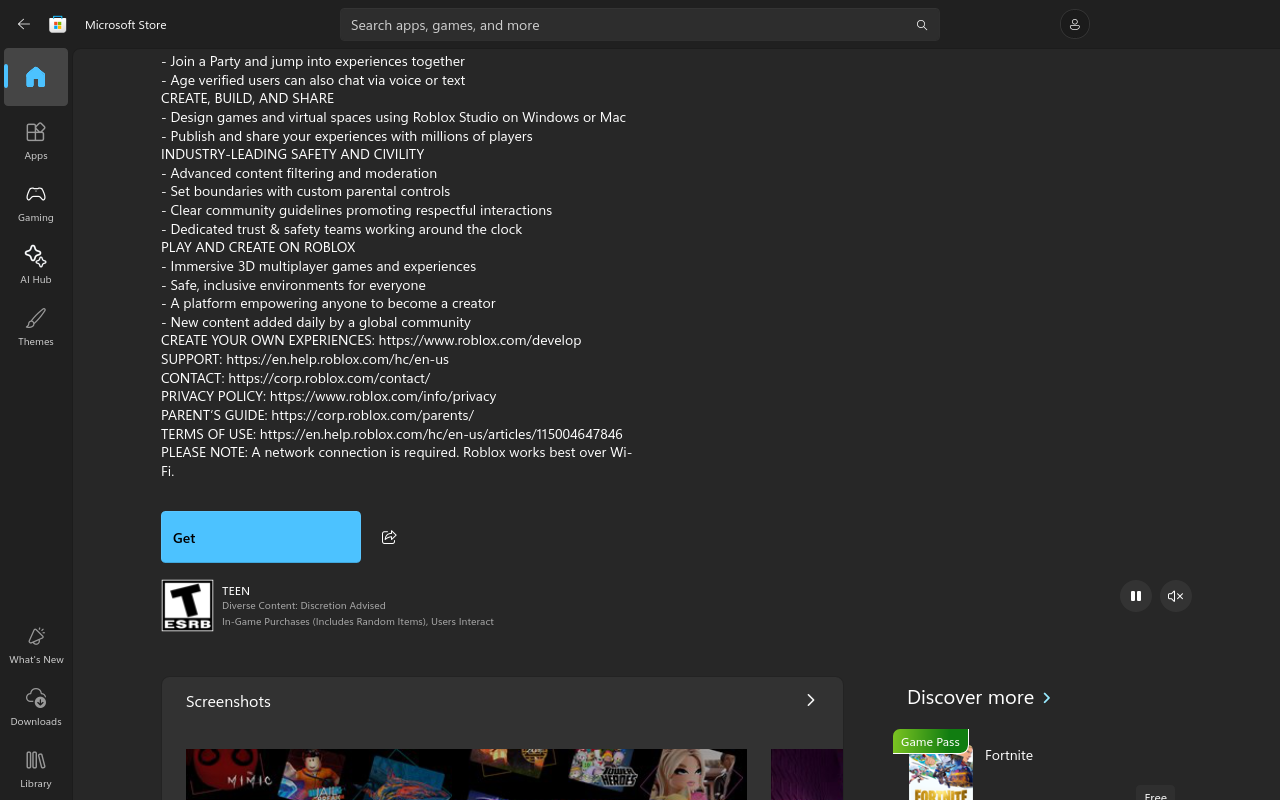 Microsoft Store
Search apps, games, and more
Apps
Gaming
AI Hub
Themes
What's New
Downloads
Library
- Join a Party and jump into experiences together
- Age verified users can also chat via voice or text
CREATE, BUILD, AND SHARE
- Design games and virtual spaces using Roblox Studio on Windows or Mac
- Publish and share your experiences with millions of players
INDUSTRY-LEADING SAFETY AND CIVILITY
- Advanced content filtering and moderation
- Set boundaries with custom parental controls
- Clear community guidelines promoting respectful interactions
- Dedicated trust & safety teams working around the clock
PLAY AND CREATE ON ROBLOX
- Immersive 3D multiplayer games and experiences
- Safe, inclusive environments for everyone
- A platform empowering anyone to become a creator
- New content added daily by a global community
CREATE YOUR OWN EXPERIENCES: https://www.roblox.com/develop
SUPPORT: https://en.help.roblox.com/hc/en-us
CONTACT: https://corp.roblox.com/contact/
PRIVACY POLICY: https://www.roblox.com/info/privacy
PARENT'S GUIDE: https://corp.roblox.com/parents/
TERMS OF USE: https://en.help.roblox.com/hc/en-us/articles/115004647846
PLEASE NOTE: A network connection is required. Roblox works best over Wi-
Fi.
Get
T
ESRB
TEEN
Diverse Content: Discretion Advised
In-Game Purchases (Includes Random Items), Users Interact
Screenshots
MIMIC
HEROES
Discover more
Game Pass
FORTNITE
Fortnite
Free